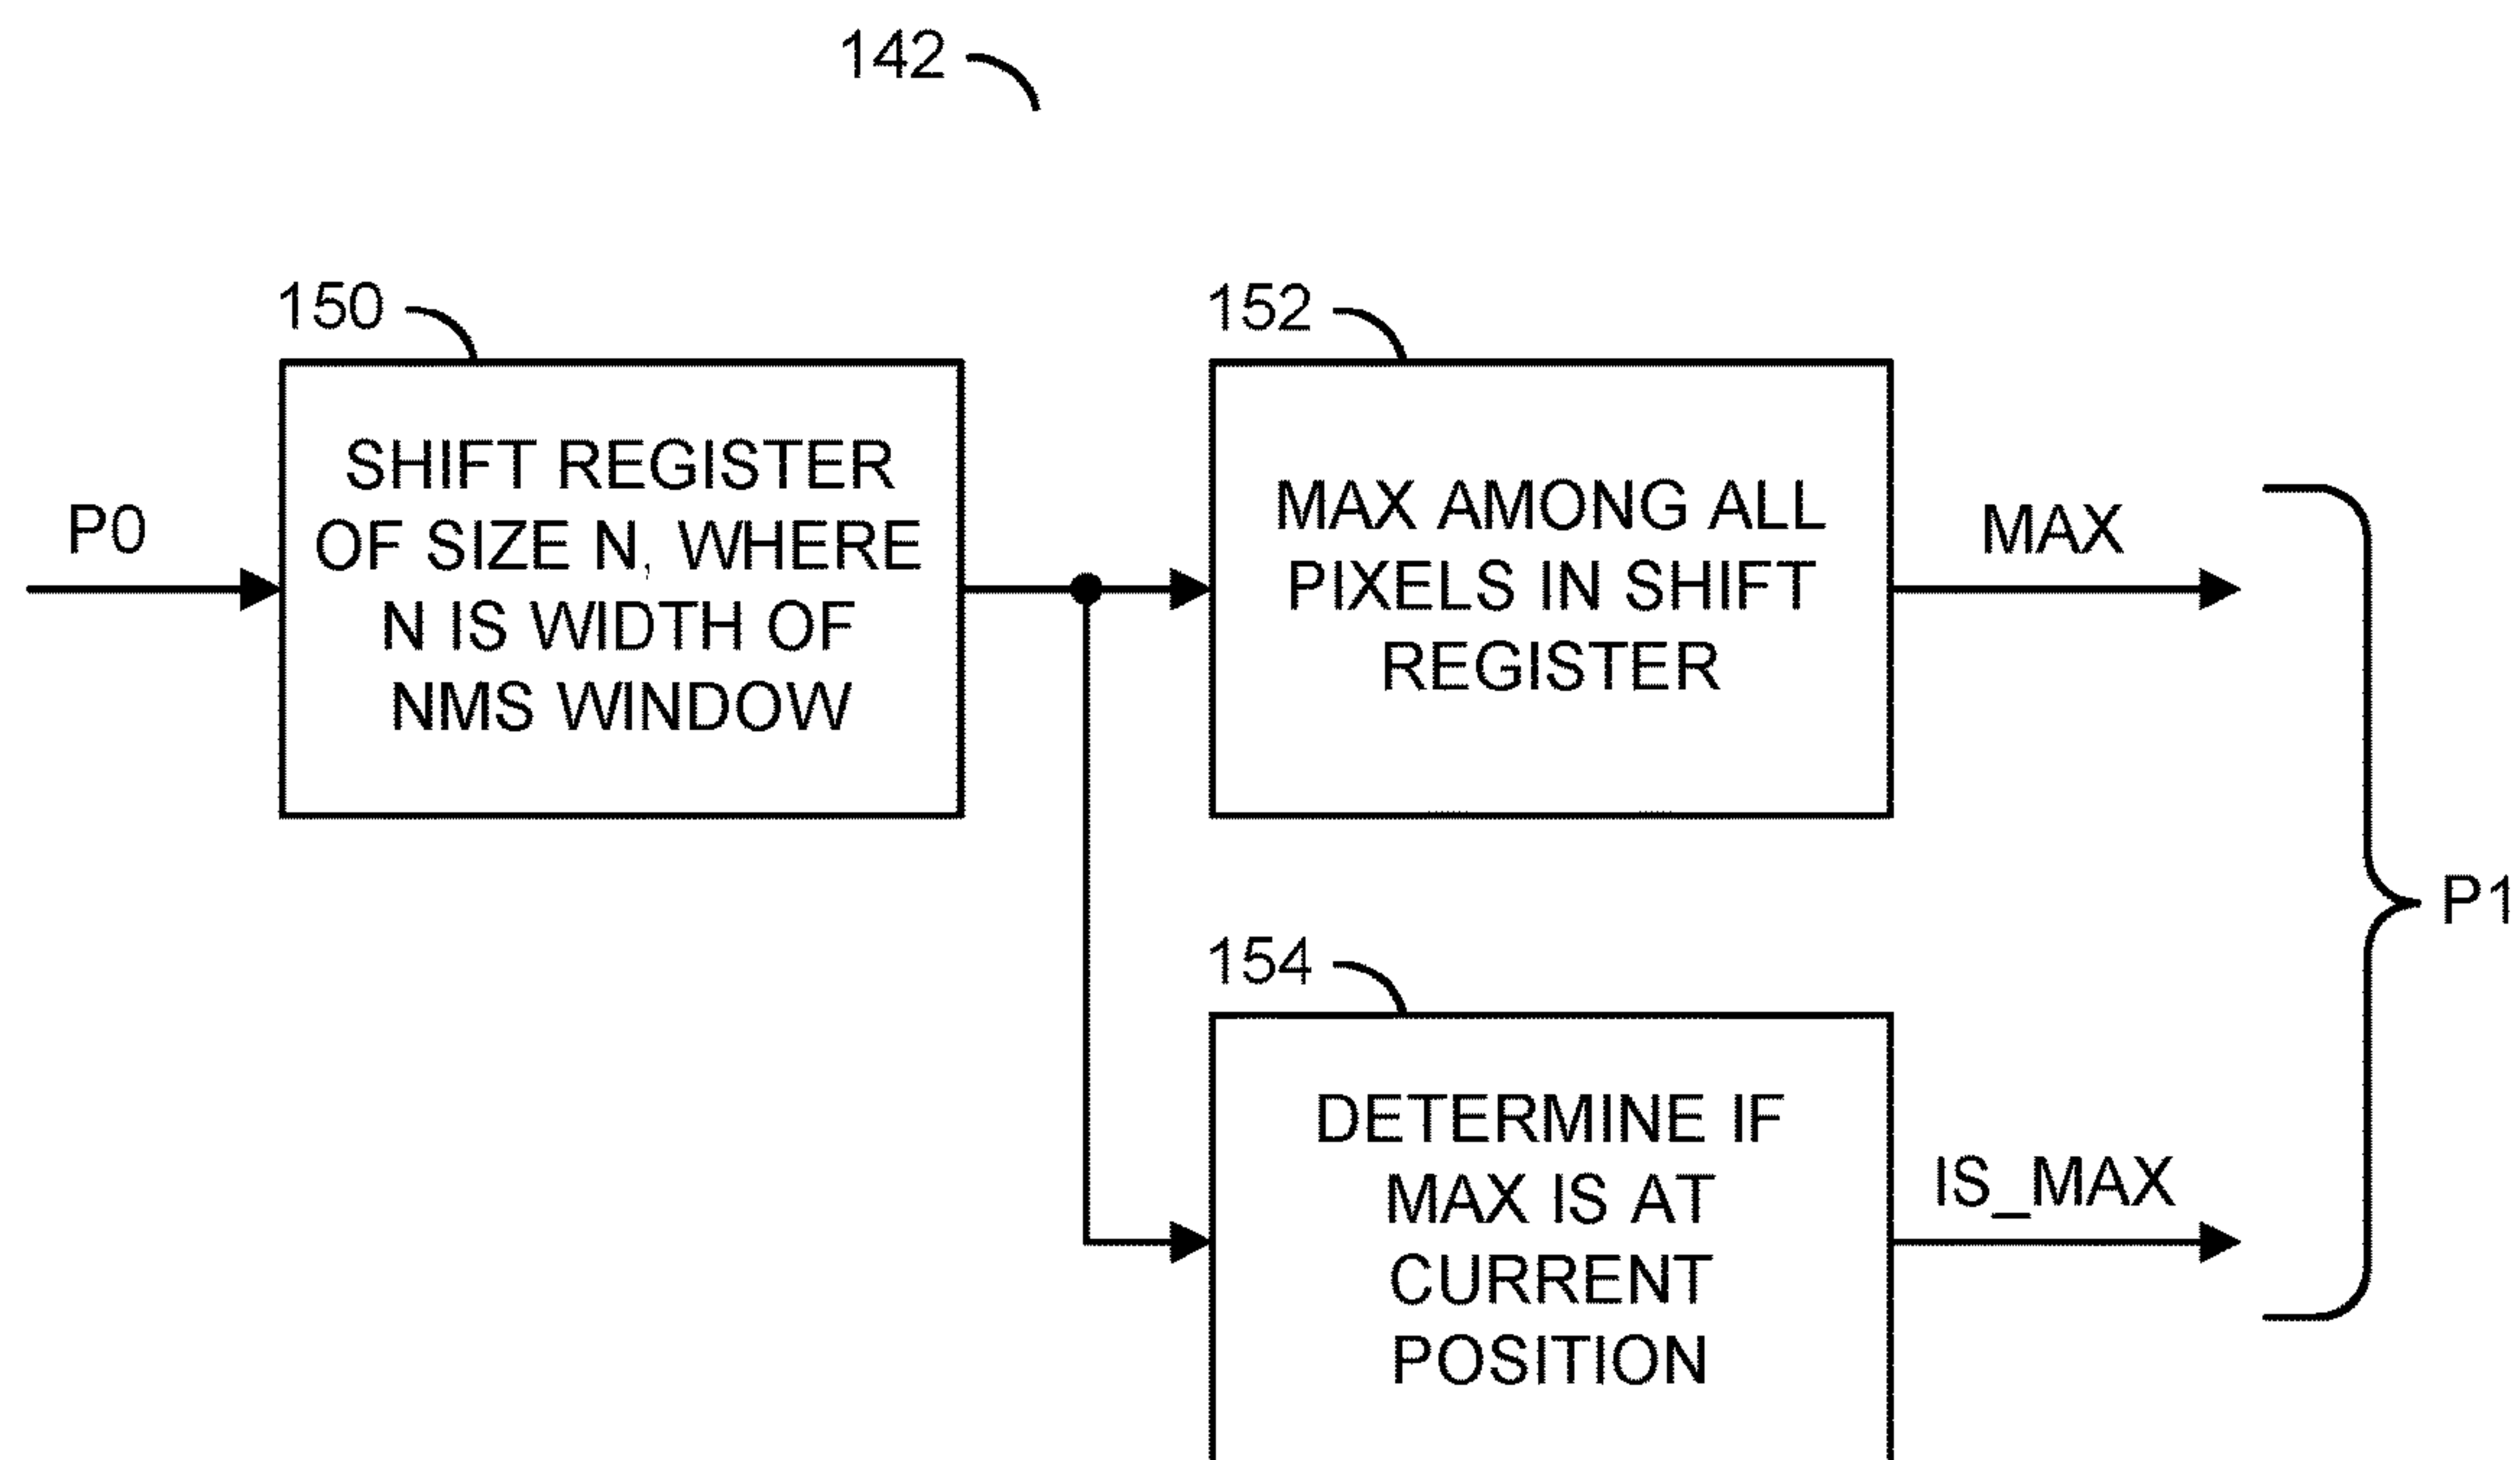 142
150
SHIFT REGISTER
OF SIZE N, WHERE
N IS WIDTH OF
NMS WINDOW
P0
152
MAX AMONG ALL
PIXELS IN SHIFT
REGISTER
MAX
154
DETERMINE IF
MAX IS AT
CURRENT
POSITION
IS_MAX
P1